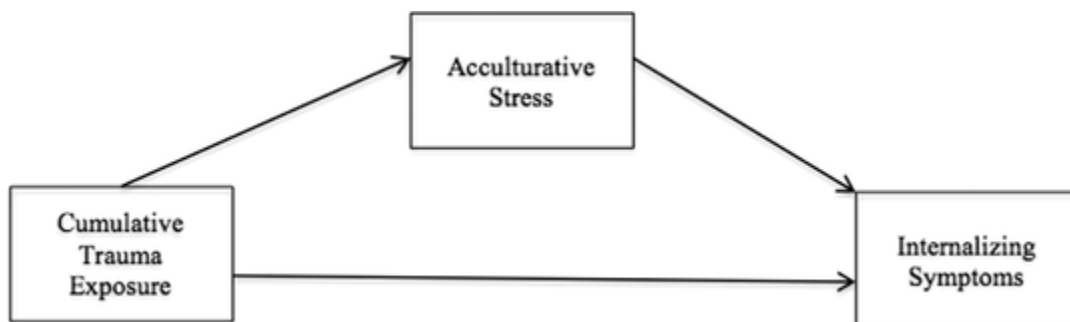 Acculturative
Stress
Cumulative
Trauma
Exposure
Internalizing
Symptoms